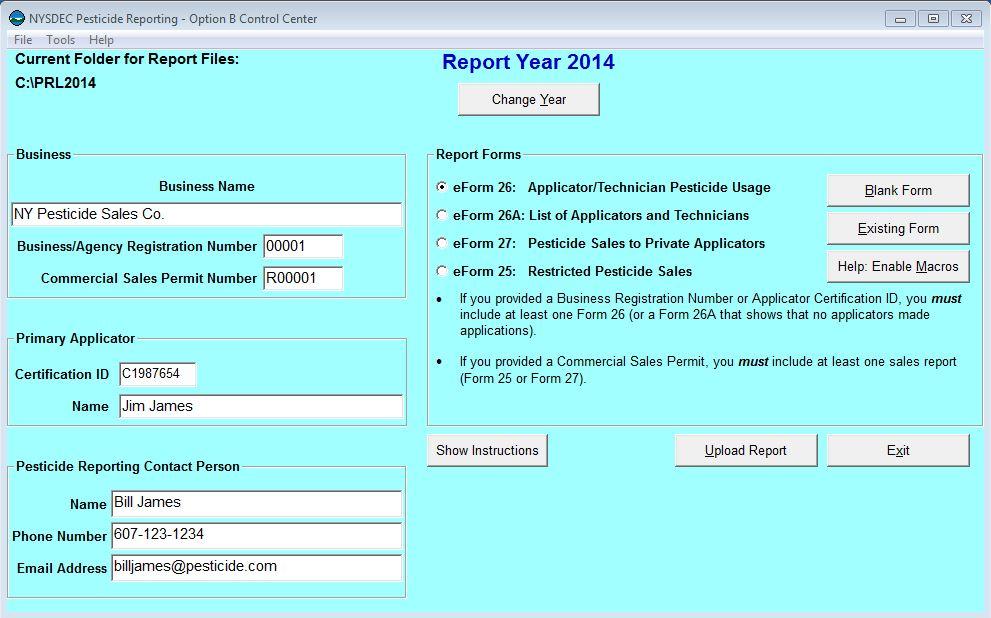 NYSDEC Pesticide Reporting - Option B Control Center
File Tools Help
Current Folder for Report Files:
C:\PRL2014
Report Year 2014
Change Year
Business
Business Name
NY Pesticide Sales Co.
Business/Agency Registration Number 00001
Commercial Sales Permit Number R00001
Primary Applicator
Certification ID C1987654
Name Jim James
Pesticide Reporting Contact Person
Name Bill James
Phone Number 607-123-1234
Email Address billjames@pesticide.com
Report Forms
eForm 26: Applicator/Technician Pesticide Usage
eForm 26A: List of Applicators and Technicians
eForm 27: Pesticide Sales to Private Applicators
eForm 25: Restricted Pesticide Sales
Blank Form
Existing Form
Help: Enable Macros
• If you provided a Business Registration Number or Applicator Certification ID, you must
include at least one Form 26 (or a Form 26A that shows that no applicators made
applications).
• If you provided a Commercial Sales Permit, you must include at least one sales report
(Form 25 or Form 27).
Show Instructions
Upload Report
Exit